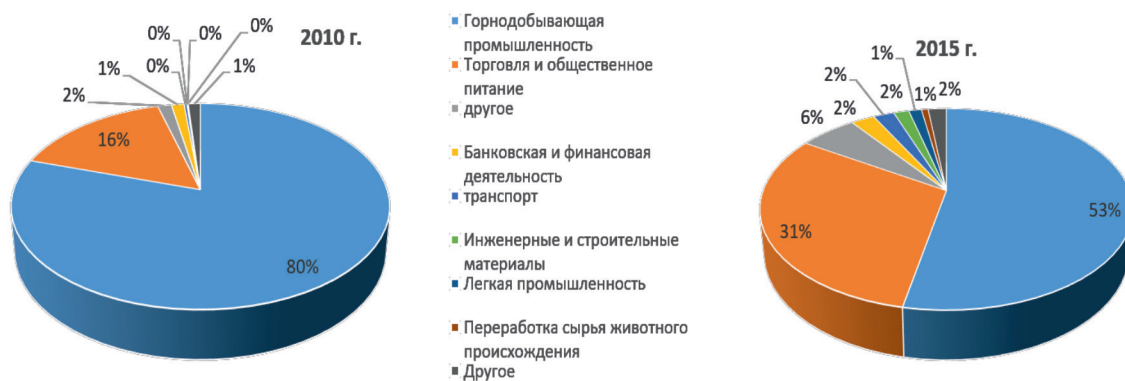 2010 г.
0%
0%
0%
0%
1%
1%
2%
16%
80%
Горнодобывающая
промышленность
Торговля и общественное
питание
другое
Банковская и финансовая
деятельность
транспорт
Инженерные и строительные
материалы
Легкая промышленность
Переработка сырья животного
происхождения
Другое
2015 г.
1%
2%
2%
1%
2%
2%
6%
31%
53%